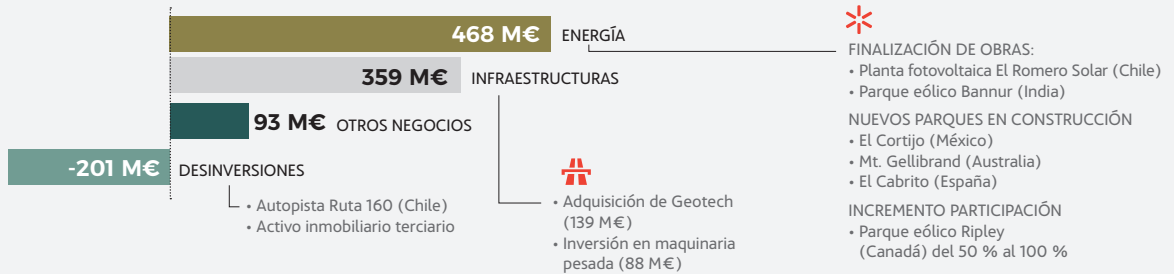 468 M€ ENERGÍA
359 M€ INFRAESTRUCTURAS
93 M€ OTROS NEGOCIOS
-201 M€ DESINVERSIONES
• Autopista Ruta 160 (Chile)
• Activo inmobiliario terciario
• Adquisición de Geotech
(139 M€)
• Inversión en maquinaria
pesada (88 M€)
FINALIZACIÓN DE OBRAS:
• Planta fotovoltaica El Romero Solar (Chile)
• Parque eólico Bannur (India)
NUEVOS PARQUES EN CONSTRUCCIÓN
• El Cortijo (México)
• Mt. Gellibrand (Australia)
• El Cabrito (España)
INCREMENTO PARTICIPACIÓN
• Parque eólico Ripley
(Canadá) del 50 % al 100 %